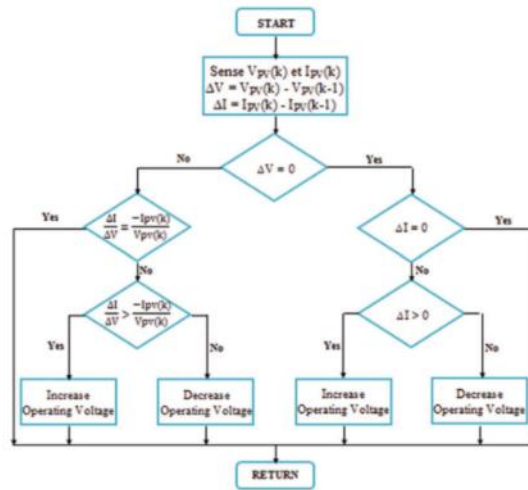 START
Sense VPV(k) et IPV(k)
ΔV = VPV(k) - VPV(k-1)
ΔI = IPV(k) - IPV(k-1)
No
Yes
ΔV = 0
Yes
ΔI/ΔV = -Ipv(k)/Vpv(k)
ΔI = 0
Yes
No
No
ΔI/ΔV > -Ipv(k)/Vpv(k)
ΔI > 0
Yes
No
Yes
No
Increase
Operating Voltage
Decrease
Operating Voltage
Increase
Operating Voltage
Decrease
Operating Voltage
RETURN